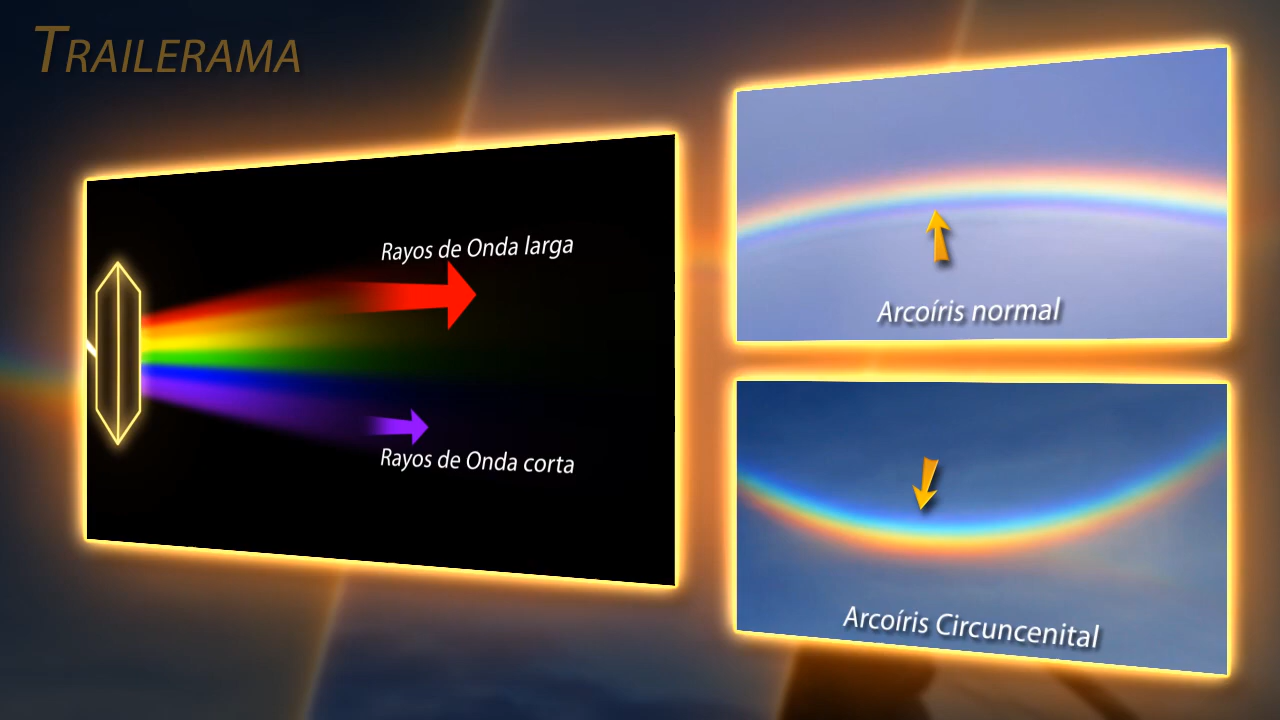 TRAILERAMA
Rayos de Onda larga
Rayos de Onda corta
Arcoíris normal
Arcoíris Circuncenital